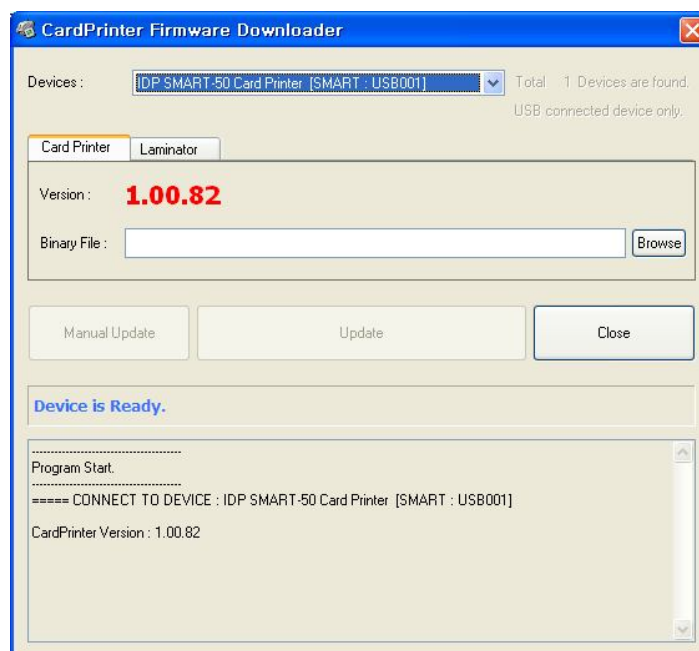 CardPrinter Firmware Downloader
Devices :
IDP SMART-50 Card Printer [SMART : USB001]
Total 1 Devices are found.
USB connected device only.
Card Printer
Laminator
Version :
1.00.82
Binary File :
Browse
Manual Update
Update
Close
Device is Ready.
----------------------------------------
Program Start.
----------------------------------------
===== CONNECT TO DEVICE : IDP SMART-50 Card Printer [SMART : USB001]
CardPrinter Version : 1.00.82